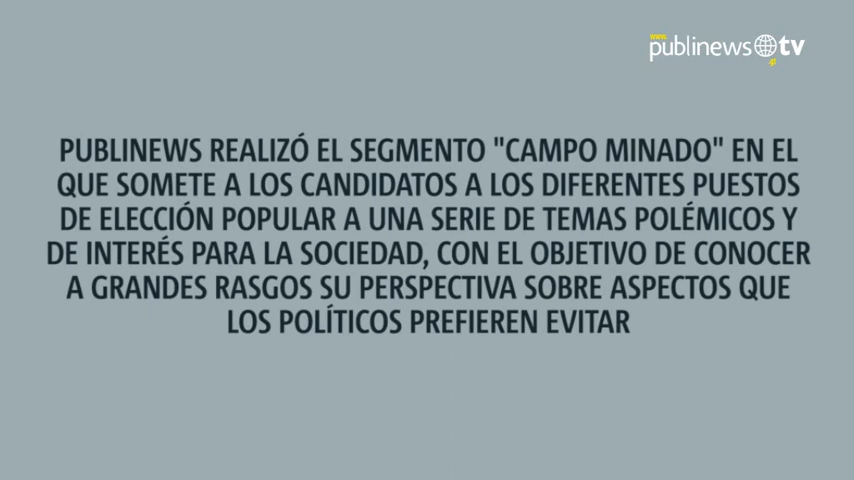 www.
publinews tv
PUBLINEWS REALIZÓ EL SEGMENTO "CAMPO MINADO" EN EL
QUE SOMETE A LOS CANDIDATOS A LOS DIFERENTES PUESTOS
DE ELECCIÓN POPULAR A UNA SERIE DE TEMAS POLÉMICOS Y
DE INTERÉS PARA LA SOCIEDAD, CON EL OBJETIVO DE CONOCER
A GRANDES RASGOS SU PERSPECTIVA SOBRE ASPECTOS QUE
LOS POLÍTICOS PREFIEREN EVITAR